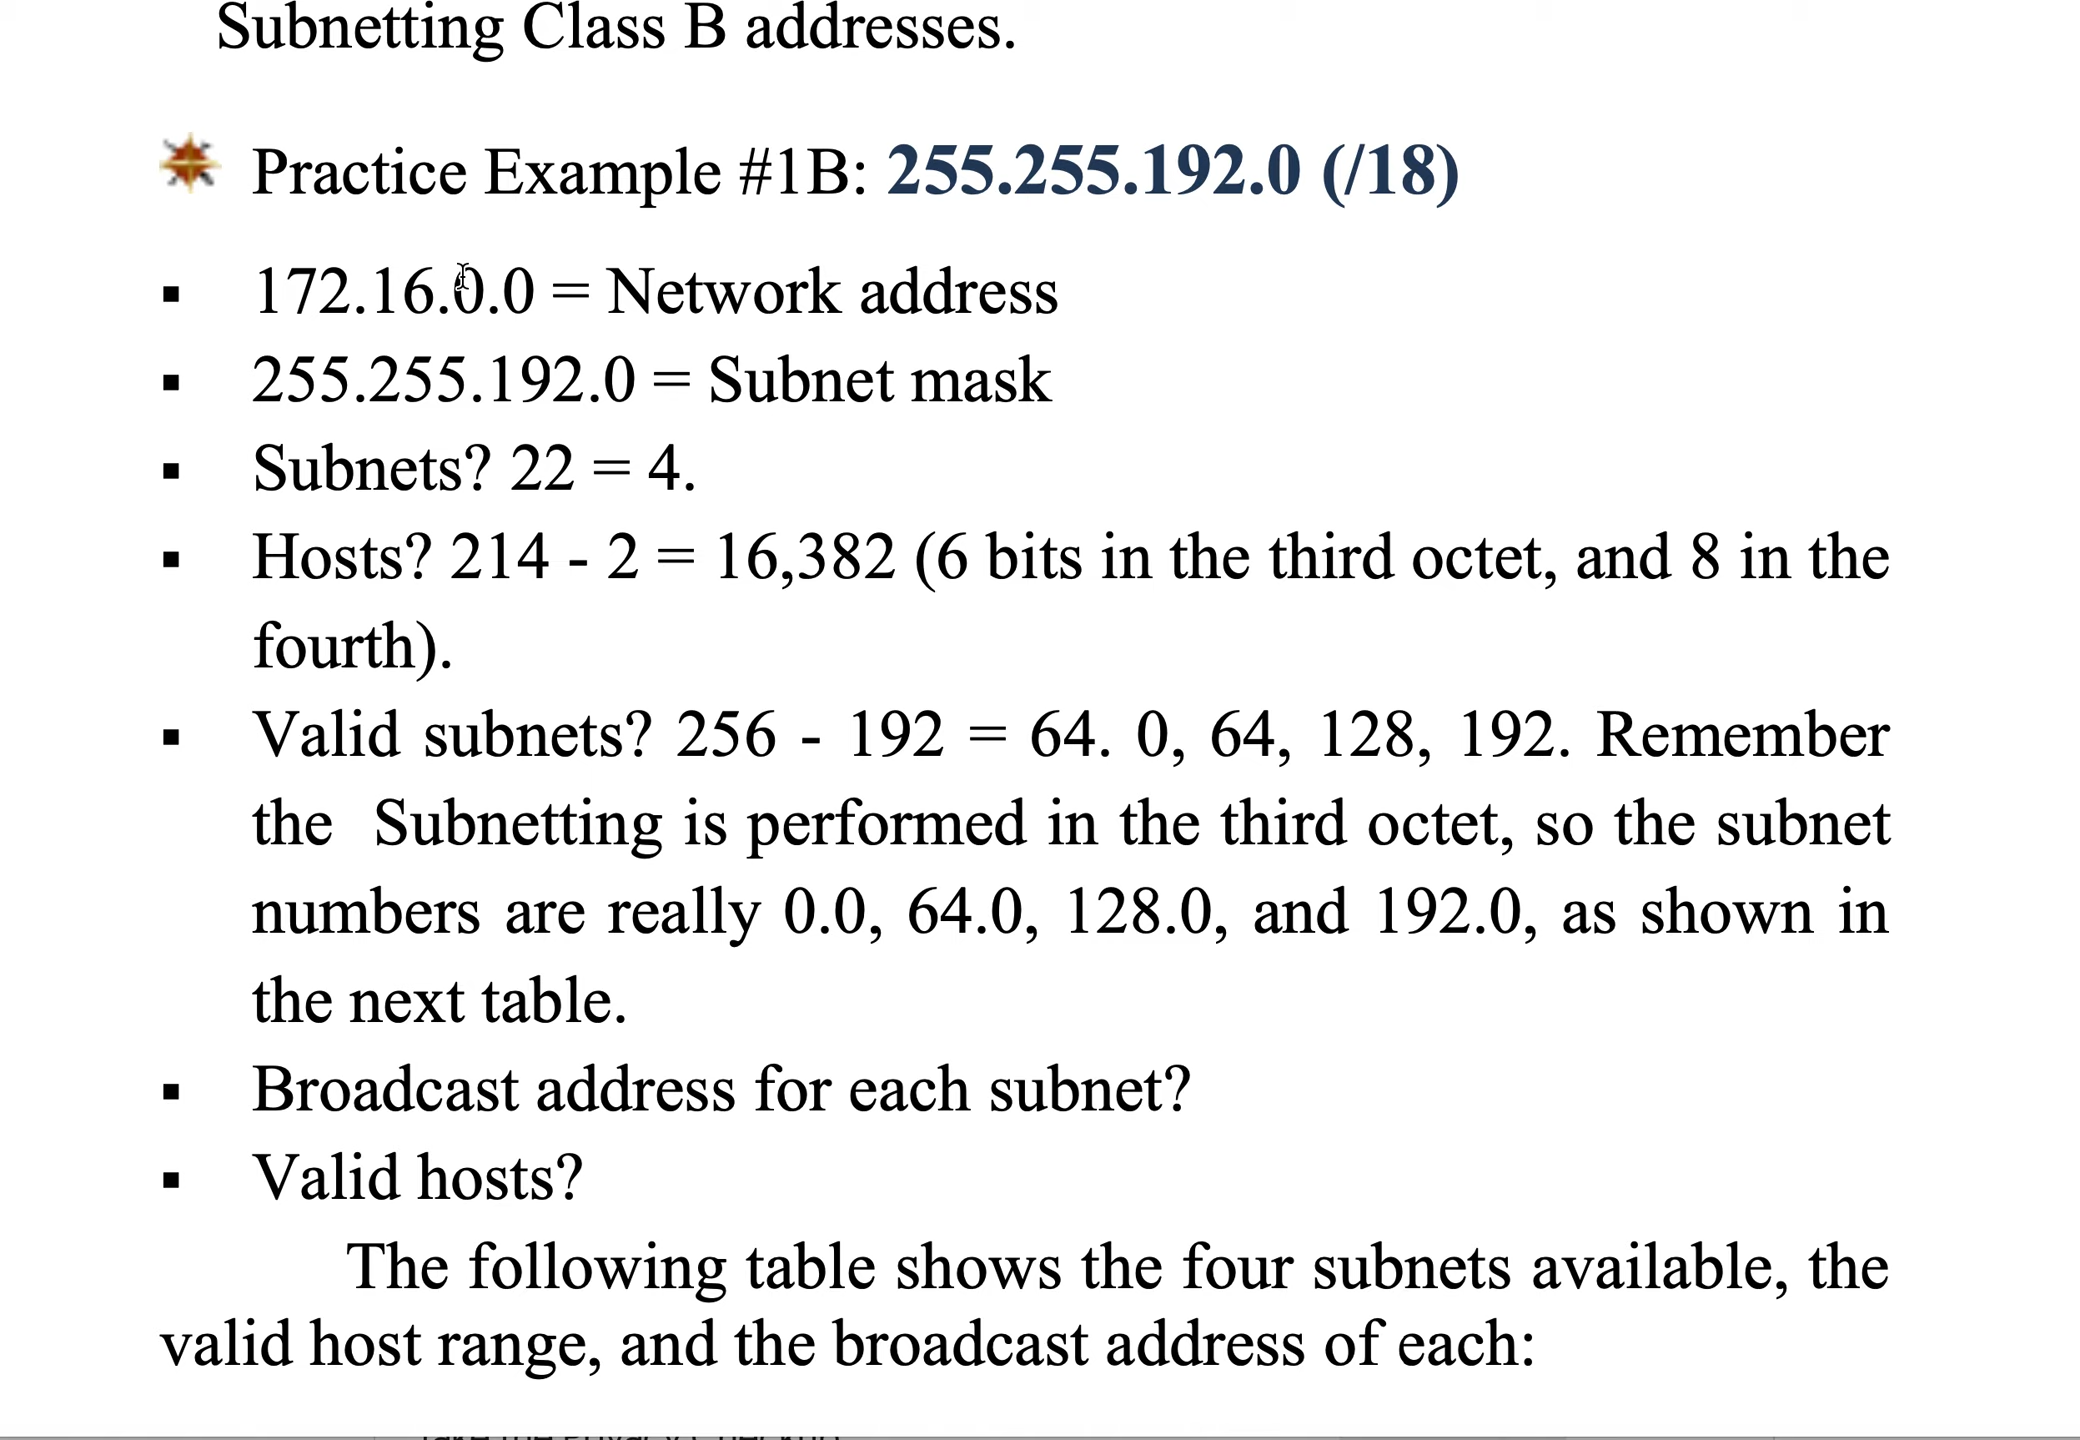 Subnetting Class B addresses.
Practice Example #1B: 255.255.192.0 (/18)
▪ 172.16.0.0 = Network address
▪ 255.255.192.0 = Subnet mask
▪ Subnets? 22 = 4.
▪ Hosts? 214 - 2 = 16,382 (6 bits in the third octet, and 8 in the
fourth).
▪ Valid subnets? 256 - 192 = 64. 0, 64, 128, 192. Remember
the Subnetting is performed in the third octet, so the subnet
numbers are really 0.0, 64.0, 128.0, and 192.0, as shown in
the next table.
▪ Broadcast address for each subnet?
▪ Valid hosts?
The following table shows the four subnets available, the
valid host range, and the broadcast address of each: